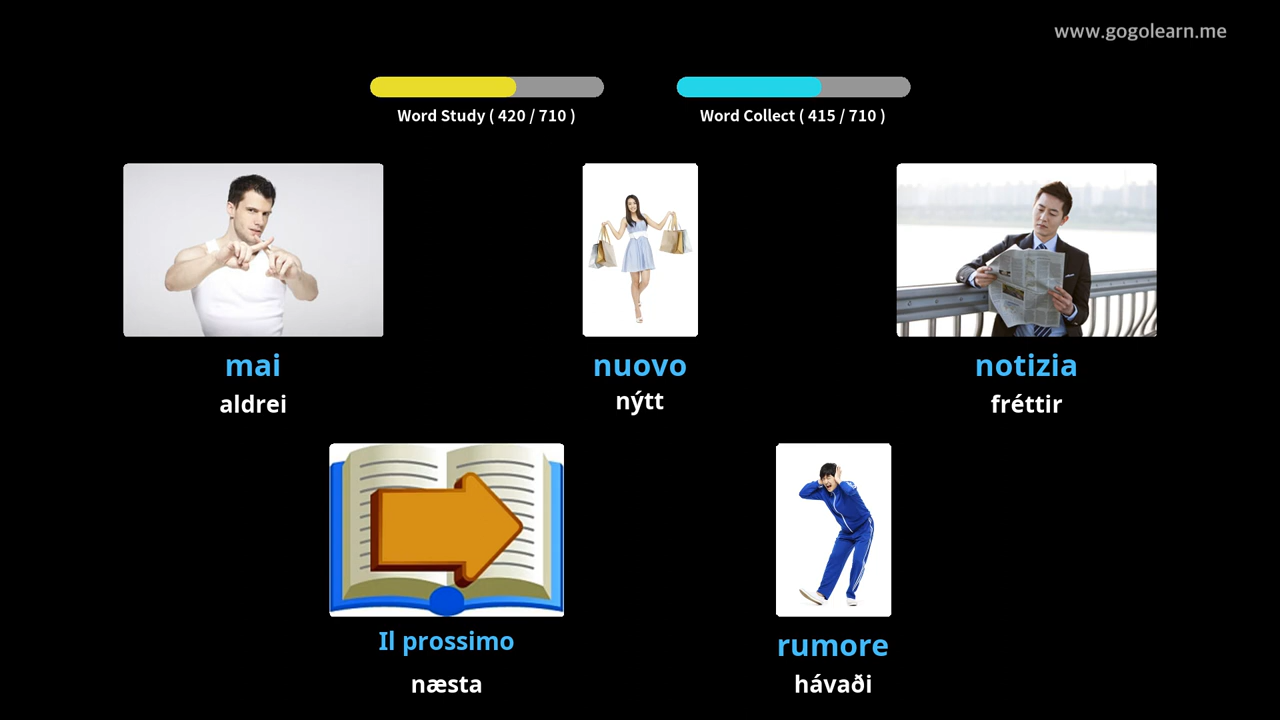 www.gogolearn.me
Word Study ( 420 / 710 )
Word Collect ( 415 / 710 )
mai
aldrei
nuovo
nýtt
notizia
fréttir
Il prossimo
næsta
rumore
hávaði